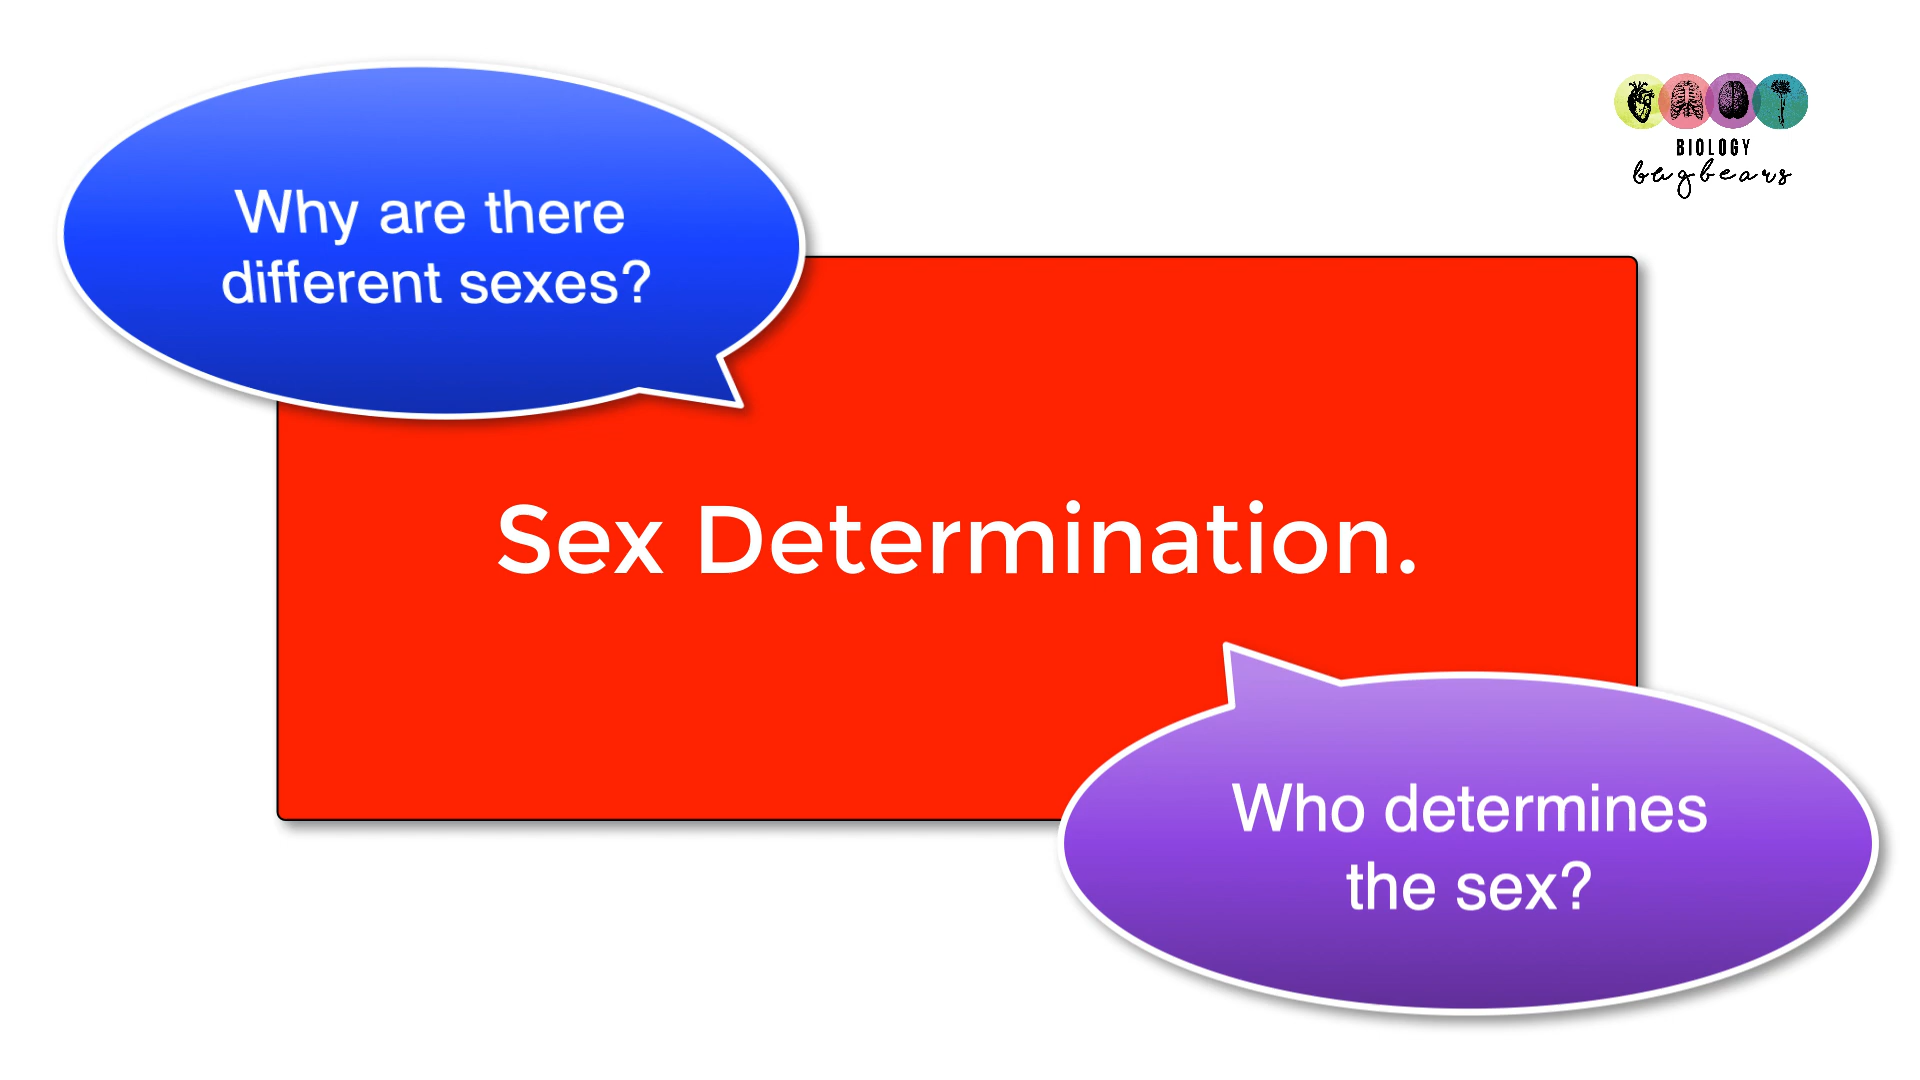 Why are there
different sexes?
BIOLOGY
bugbears
Sex Determination.
Who determines
the sex?